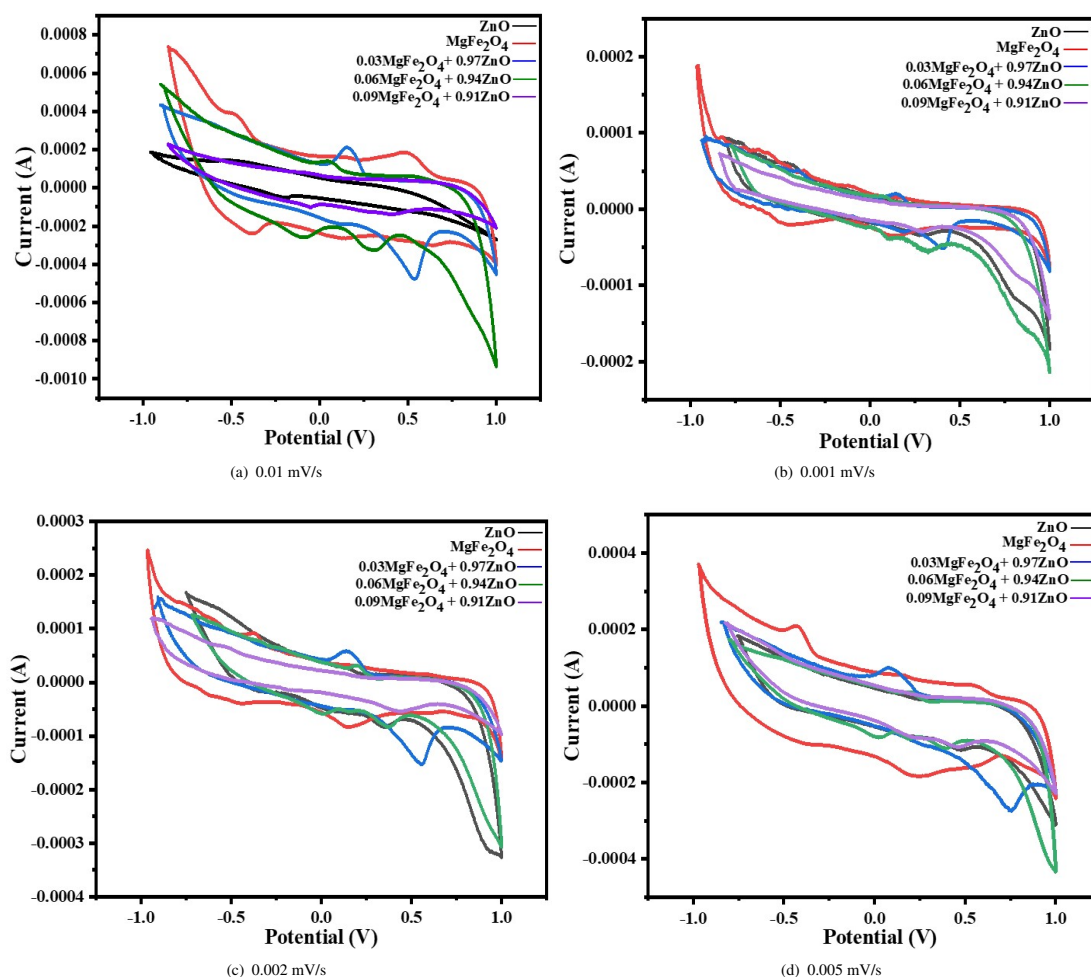 ZnO
MgFe2O4
0.03MgFe2O4+ 0.97ZnO
0.06MgFe2O4 + 0.94ZnO
0.09MgFe2O4 + 0.91ZnO
0.0008
0.0006
0.0004
0.0002
0.0000
-0.0002
-0.0004
-0.0006
-0.0008
-0.0010
Current (A)
-1.0 -0.5 0.0 0.5 1.0
Potential (V)
(a) 0.01 mV/s
ZnO
MgFe2O4
0.03MgFe2O4+ 0.97ZnO
0.06MgFe2O4 + 0.94ZnO
0.09MgFe2O4 + 0.91ZnO
0.0002
0.0001
0.0000
-0.0001
-0.0002
Current (A)
-1.0 -0.5 0.0 0.5 1.0
Potential (V)
(b) 0.001 mV/s
ZnO
MgFe2O4
0.03MgFe2O4+ 0.97ZnO
0.06MgFe2O4 + 0.94ZnO
0.09MgFe2O4 + 0.91ZnO
0.0003
0.0002
0.0001
0.0000
-0.0001
-0.0002
-0.0003
-0.0004
Current (A)
-1.0 -0.5 0.0 0.5 1.0
Potential (V)
(c) 0.002 mV/s
ZnO
MgFe2O4
0.03MgFe2O4+ 0.97ZnO
0.06MgFe2O4 + 0.94ZnO
0.09MgFe2O4 + 0.91ZnO
0.0004
0.0002
0.0000
-0.0002
-0.0004
Current (A)
-1.0 -0.5 0.0 0.5 1.0
Potential (V)
(d) 0.005 mV/s